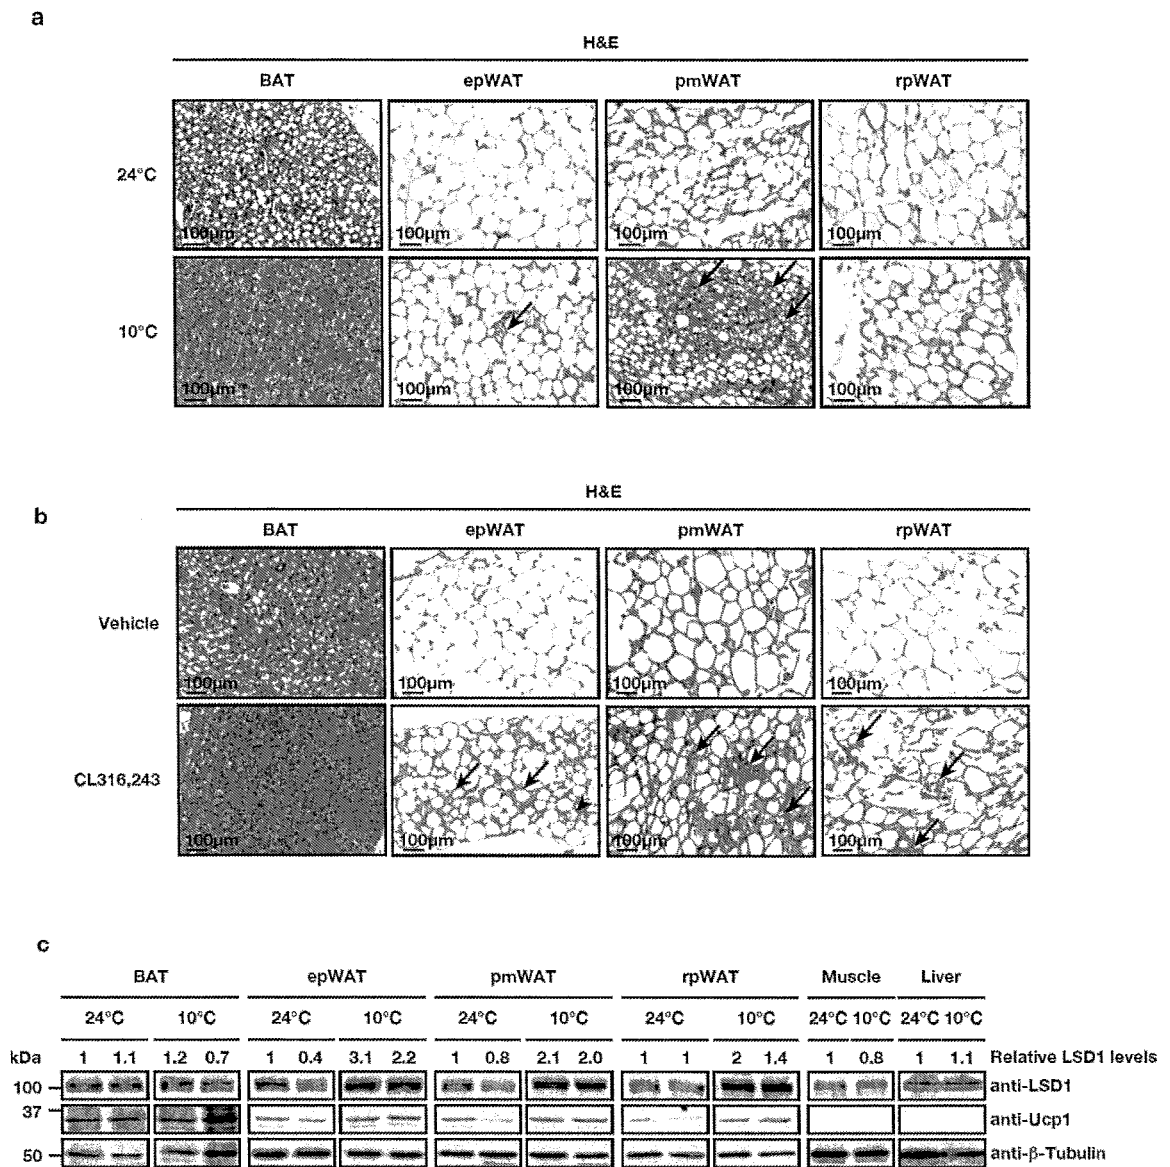 a
H&E
BAT epWAT pmWAT rpWAT
24°C
100µm 100µm 100µm 100µm
10°C
100µm 100µm 100µm 100µm
H&E
b
BAT epWAT pmWAT rpWAT
Vehicle
100µm 100µm 100µm 100µm
CL316,243
100µm 100µm 100µm 100µm
c
BAT epWAT pmWAT rpWAT Muscle Liver
24°C 10°C 24°C 10°C 24°C 10°C 24°C 10°C 24°C 10°C 24°C 10°C
kDa 1 1.1 1.2 0.7 1 0.4 3.1 2.2 1 0.8 2.1 2.0 1 1 2 1.4 1 0.8 1 1.1 Relative LSD1 levels
100 anti-LSD1
37 anti-Ucp1
50 anti-β-Tubulin